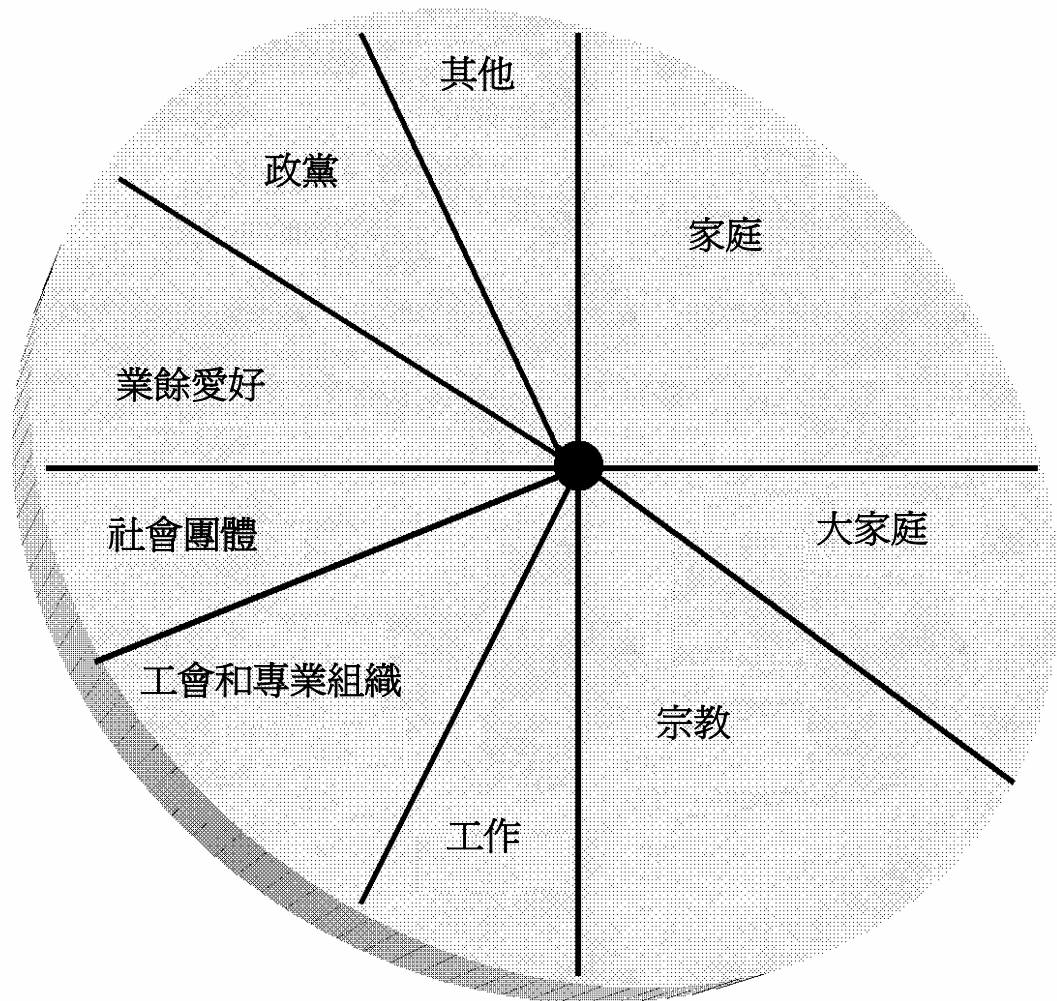 其他
政黨
家庭
業餘愛好
社會團體
大家庭
工會和專業組織
宗教
工作